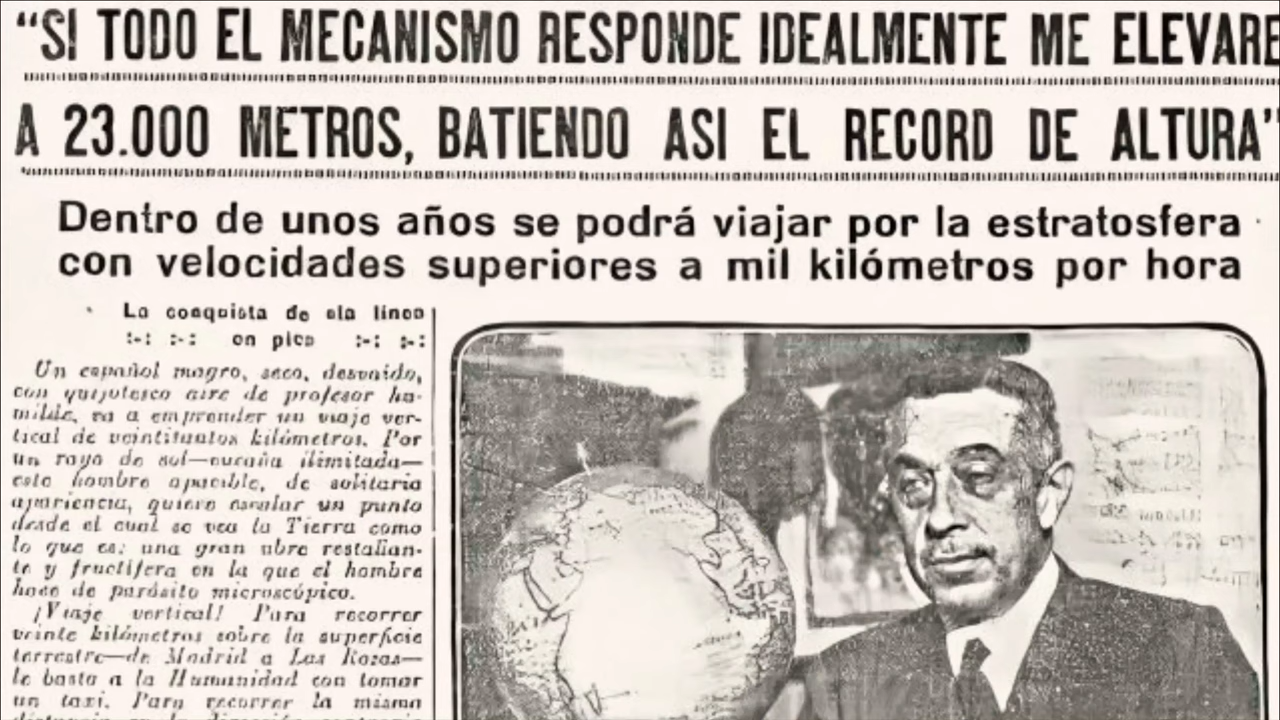 “SI TODO EL MECANISMO RESPONDE IDEALMENTE ME ELEVARE
A 23.000 METROS, BATIENDO ASI EL RECORD DE ALTURA”
Dentro de unos años se podrá viajar por la estratosfera
con velocidades superiores a mil kilómetros por hora
La conquista de
en pico
Un español magro, seco, desvaído,
con quijotesco aire de profesor hu-
milde, va a emprender un viaje ver-
tical de veintitantos kilómetros. Por
un rayo de sol—cucaña ilimitada—
este hombre apacible, de solitaria
apariencia, quiere escalar un punto
desde el cual se vea la Tierra como
lo que es: una gran ubre restallan-
te y fructífera en la que el hombre
hace de parásito microscópico.
¡Viaje vertical! Para recorrer
veinte kilómetros sobre la superficie
terrestre—de Madrid a Las Rozas—
le basta a la Humanidad con tomar
un taxi. Para recorrer la misma